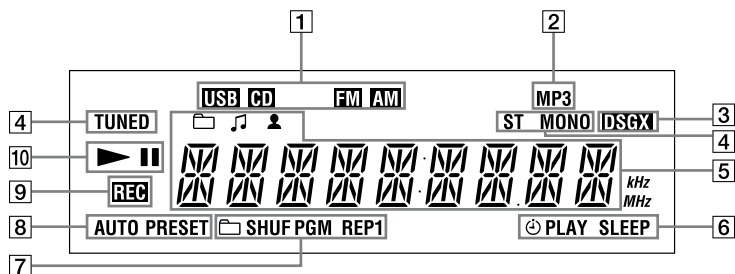 1 2
USB CD FM AM MP3
4 TUNED ST MONO DSGX 3
4
10
5
kHz
9 REC MHz
8 AUTO PRESET SHUF PGM REP1 PLAY SLEEP 6
7